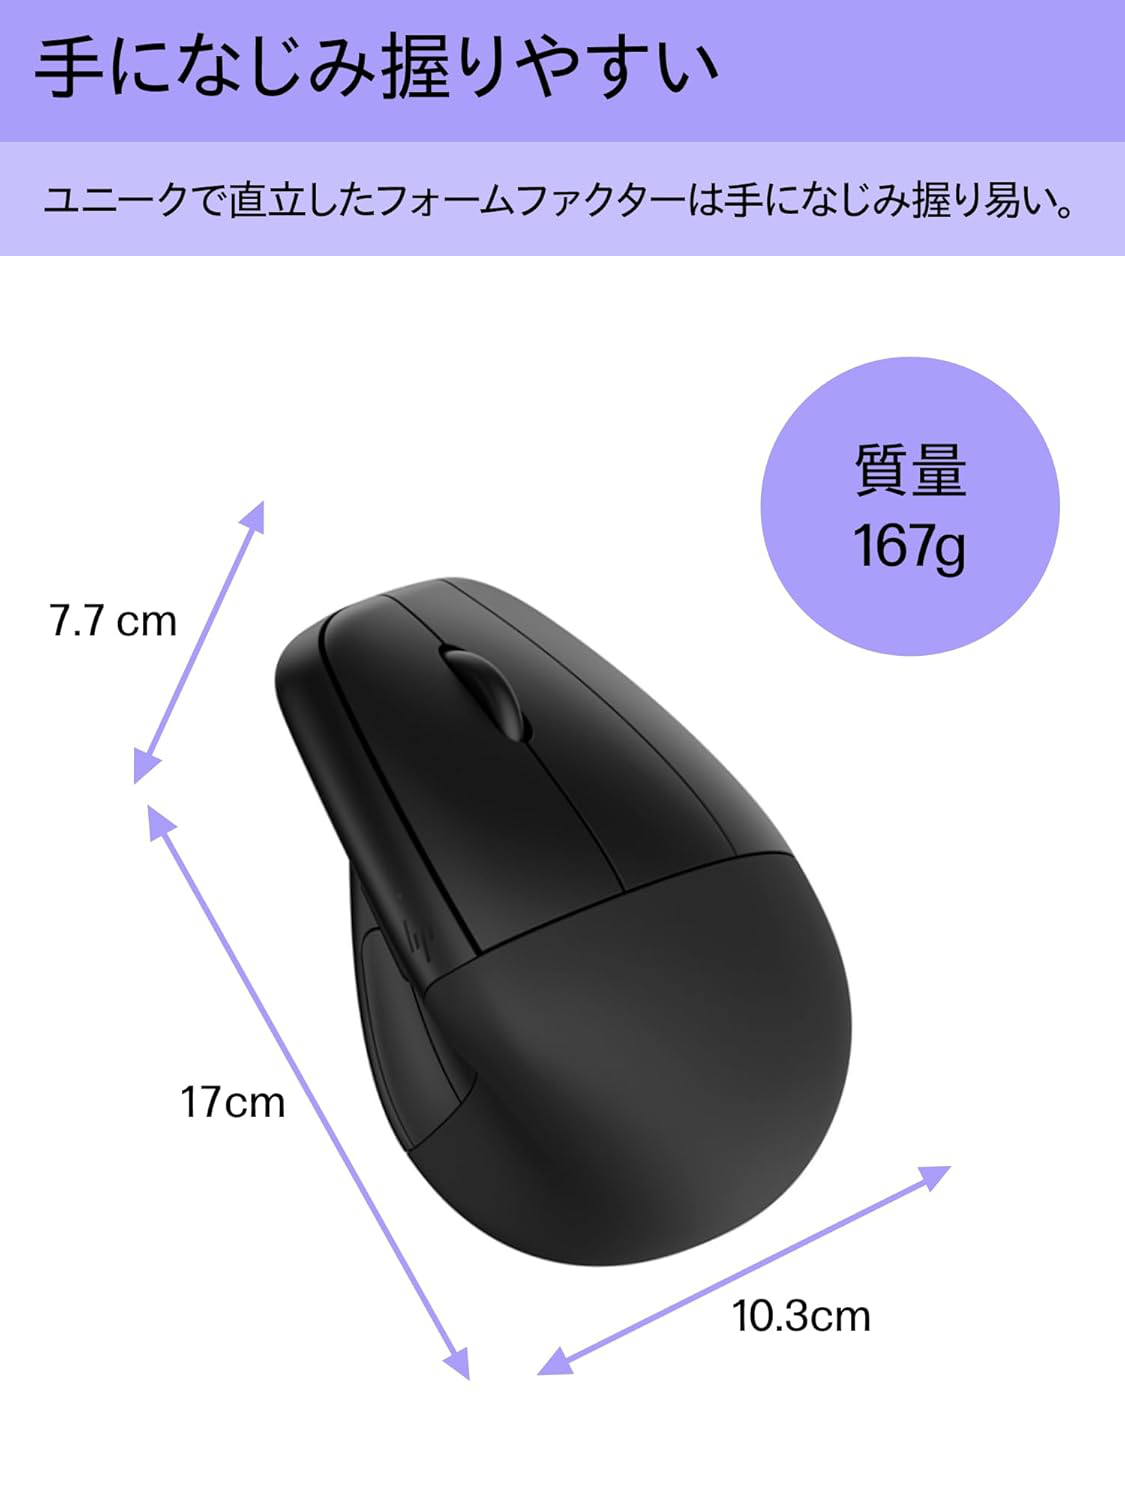 手になじみ握りやすい
ユニークで直立したフォームファクターは手になじみ握り易い。
質量
167g
7.7 cm
hp
17cm
10.3cm